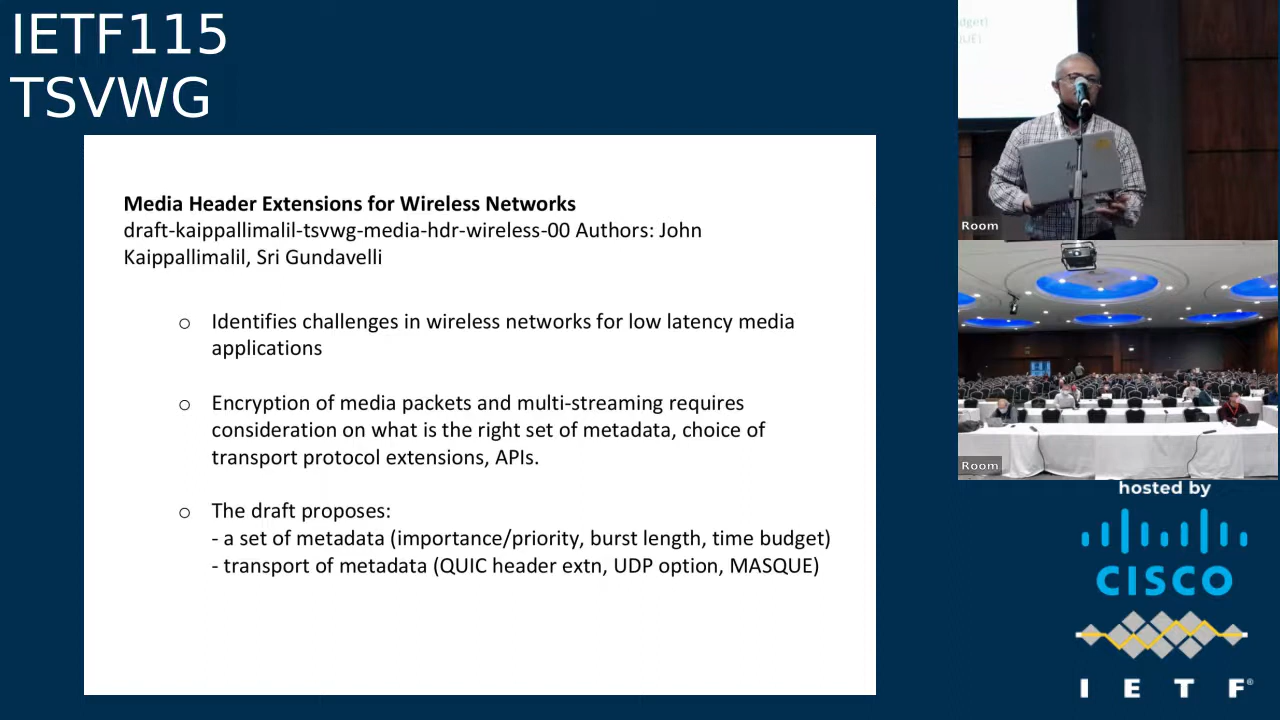 IETF115
TSVWG
Media Header Extensions for Wireless Networks
draft-kaippallimalil-tsvwg-media-hdr-wireless-00 Authors: John
Kaippallimalil, Sri Gundavelli
o Identifies challenges in wireless networks for low latency media
applications
o Encryption of media packets and multi-streaming requires
consideration on what is the right set of metadata, choice of
transport protocol extensions, APIs.
o The draft proposes:
- a set of metadata (importance/priority, burst length, time budget)
- transport of metadata (QUIC header extn, UDP option, MASQUE)
Room
Room
hosted by
CISCO
I E T F®